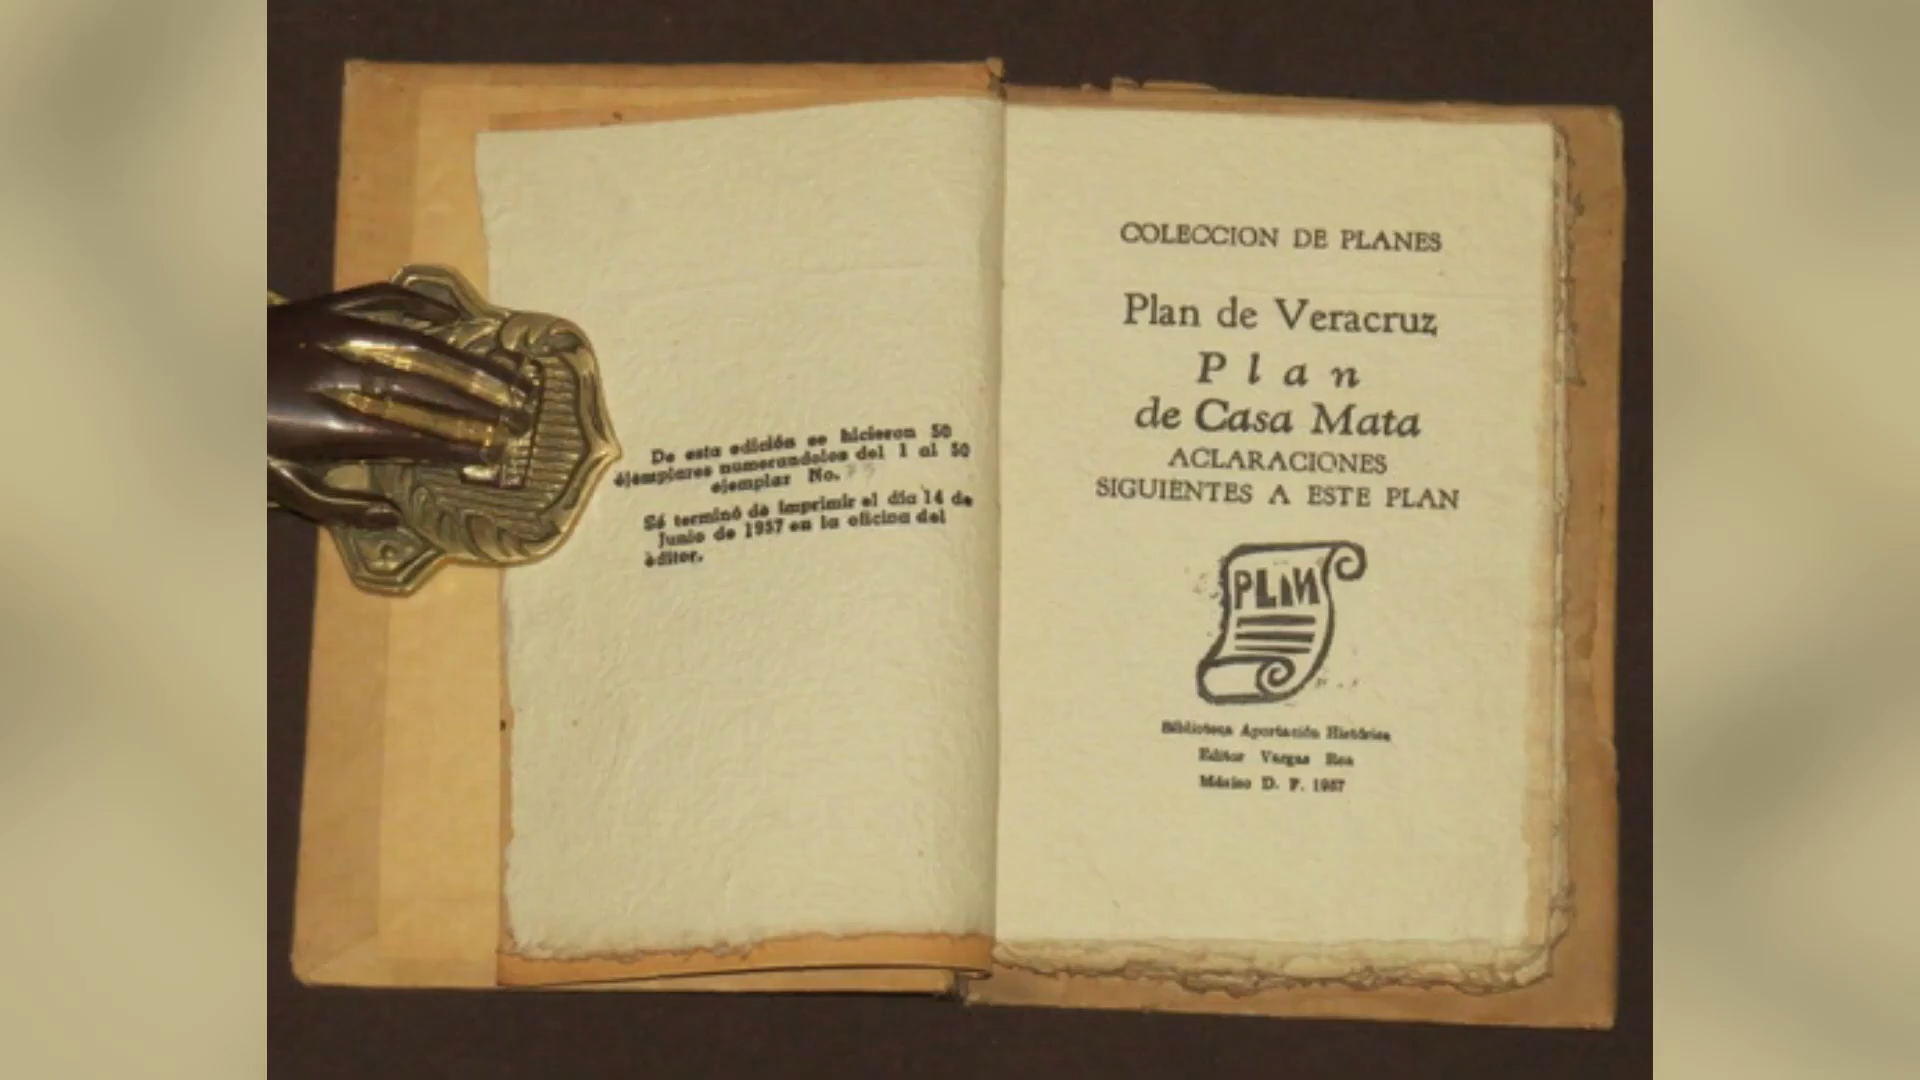 De esta edición se hicieron 50
ejemplares numerandolos del 1 al 50
ejemplar No.
Se terminó de imprimir el día 14 de
Junio de 1957 en la oficina del
editor.
COLECCION DE PLANES
Plan de Veracruz
Plan
de Casa Mata
ACLARACIONES
SIGUIENTES A ESTE PLAN
PLAN
Biblioteca Aportación Histórica
Editor Vargas Rea
México D. F. 1957